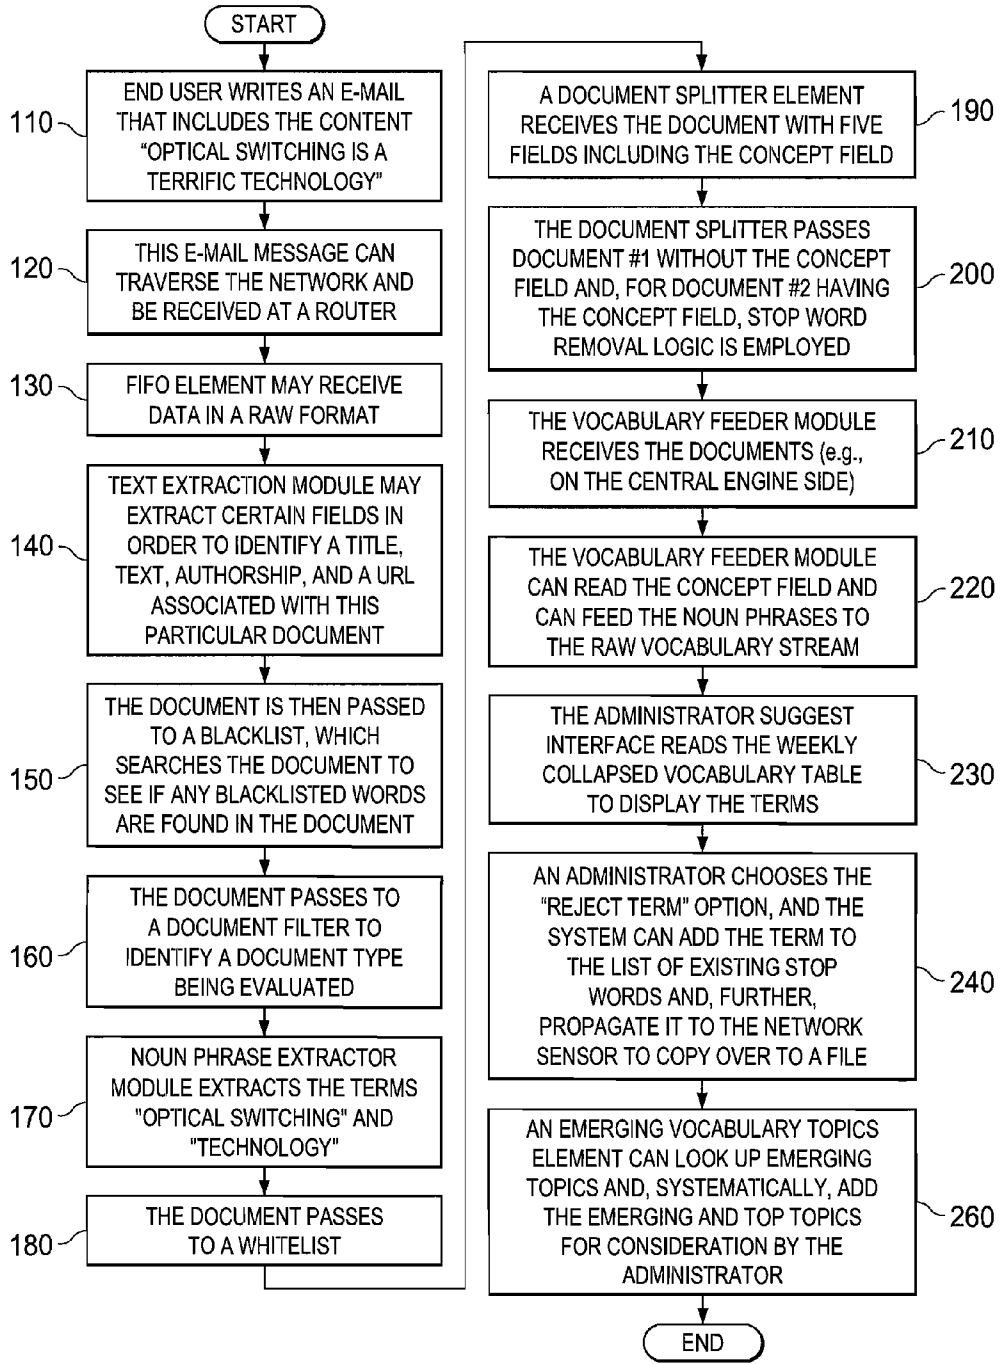 START
110
END USER WRITES AN E-MAIL
THAT INCLUDES THE CONTENT
“OPTICAL SWITCHING IS A
TERRIFIC TECHNOLOGY”
120
THIS E-MAIL MESSAGE CAN
TRAVERSE THE NETWORK AND
BE RECEIVED AT A ROUTER
130
FIFO ELEMENT MAY RECEIVE
DATA IN A RAW FORMAT
140
TEXT EXTRACTION MODULE MAY
EXTRACT CERTAIN FIELDS IN
ORDER TO IDENTIFY A TITLE,
TEXT, AUTHORSHIP, AND A URL
ASSOCIATED WITH THIS
PARTICULAR DOCUMENT
150
THE DOCUMENT IS THEN PASSED
TO A BLACKLIST, WHICH
SEARCHES THE DOCUMENT TO
SEE IF ANY BLACKLISTED WORDS
ARE FOUND IN THE DOCUMENT
160
THE DOCUMENT PASSES TO
A DOCUMENT FILTER TO
IDENTIFY A DOCUMENT TYPE
BEING EVALUATED
170
NOUN PHRASE EXTRACTOR
MODULE EXTRACTS THE TERMS
"OPTICAL SWITCHING" AND
"TECHNOLOGY"
180
THE DOCUMENT PASSES
TO A WHITELIST
190
A DOCUMENT SPLITTER ELEMENT
RECEIVES THE DOCUMENT WITH FIVE
FIELDS INCLUDING THE CONCEPT FIELD
200
THE DOCUMENT SPLITTER PASSES
DOCUMENT #1 WITHOUT THE CONCEPT
FIELD AND, FOR DOCUMENT #2 HAVING
THE CONCEPT FIELD, STOP WORD
REMOVAL LOGIC IS EMPLOYED
210
THE VOCABULARY FEEDER MODULE
RECEIVES THE DOCUMENTS (e.g.,
ON THE CENTRAL ENGINE SIDE)
220
THE VOCABULARY FEEDER MODULE
CAN READ THE CONCEPT FIELD AND
CAN FEED THE NOUN PHRASES TO
THE RAW VOCABULARY STREAM
230
THE ADMINISTRATOR SUGGEST
INTERFACE READS THE WEEKLY
COLLAPSED VOCABULARY TABLE
TO DISPLAY THE TERMS
240
AN ADMINISTRATOR CHOOSES THE
“REJECT TERM” OPTION, AND THE
SYSTEM CAN ADD THE TERM TO
THE LIST OF EXISTING STOP
WORDS AND, FURTHER,
PROPAGATE IT TO THE NETWORK
SENSOR TO COPY OVER TO A FILE
260
AN EMERGING VOCABULARY TOPICS
ELEMENT CAN LOOK UP EMERGING
TOPICS AND, SYSTEMATICALLY, ADD
THE EMERGING AND TOP TOPICS
FOR CONSIDERATION BY THE
ADMINISTRATOR
END